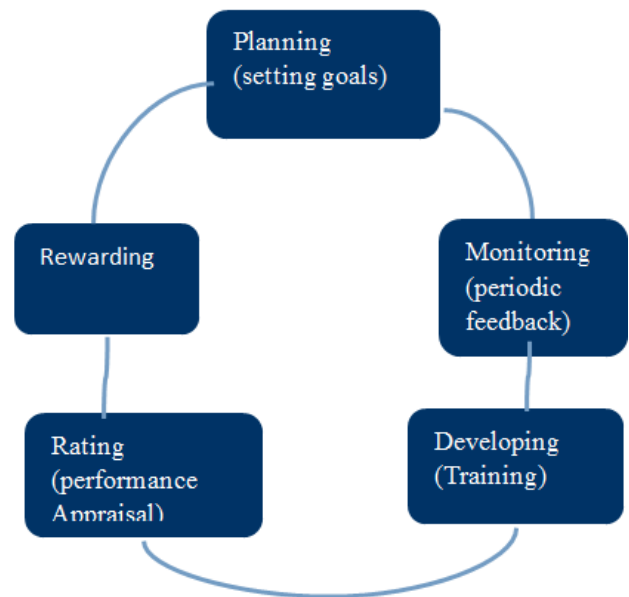 Planning
(setting goals)
Monitoring
(periodic
feedback)
Developing
(Training)
Rating
(performance
Appraisal)
Rewarding